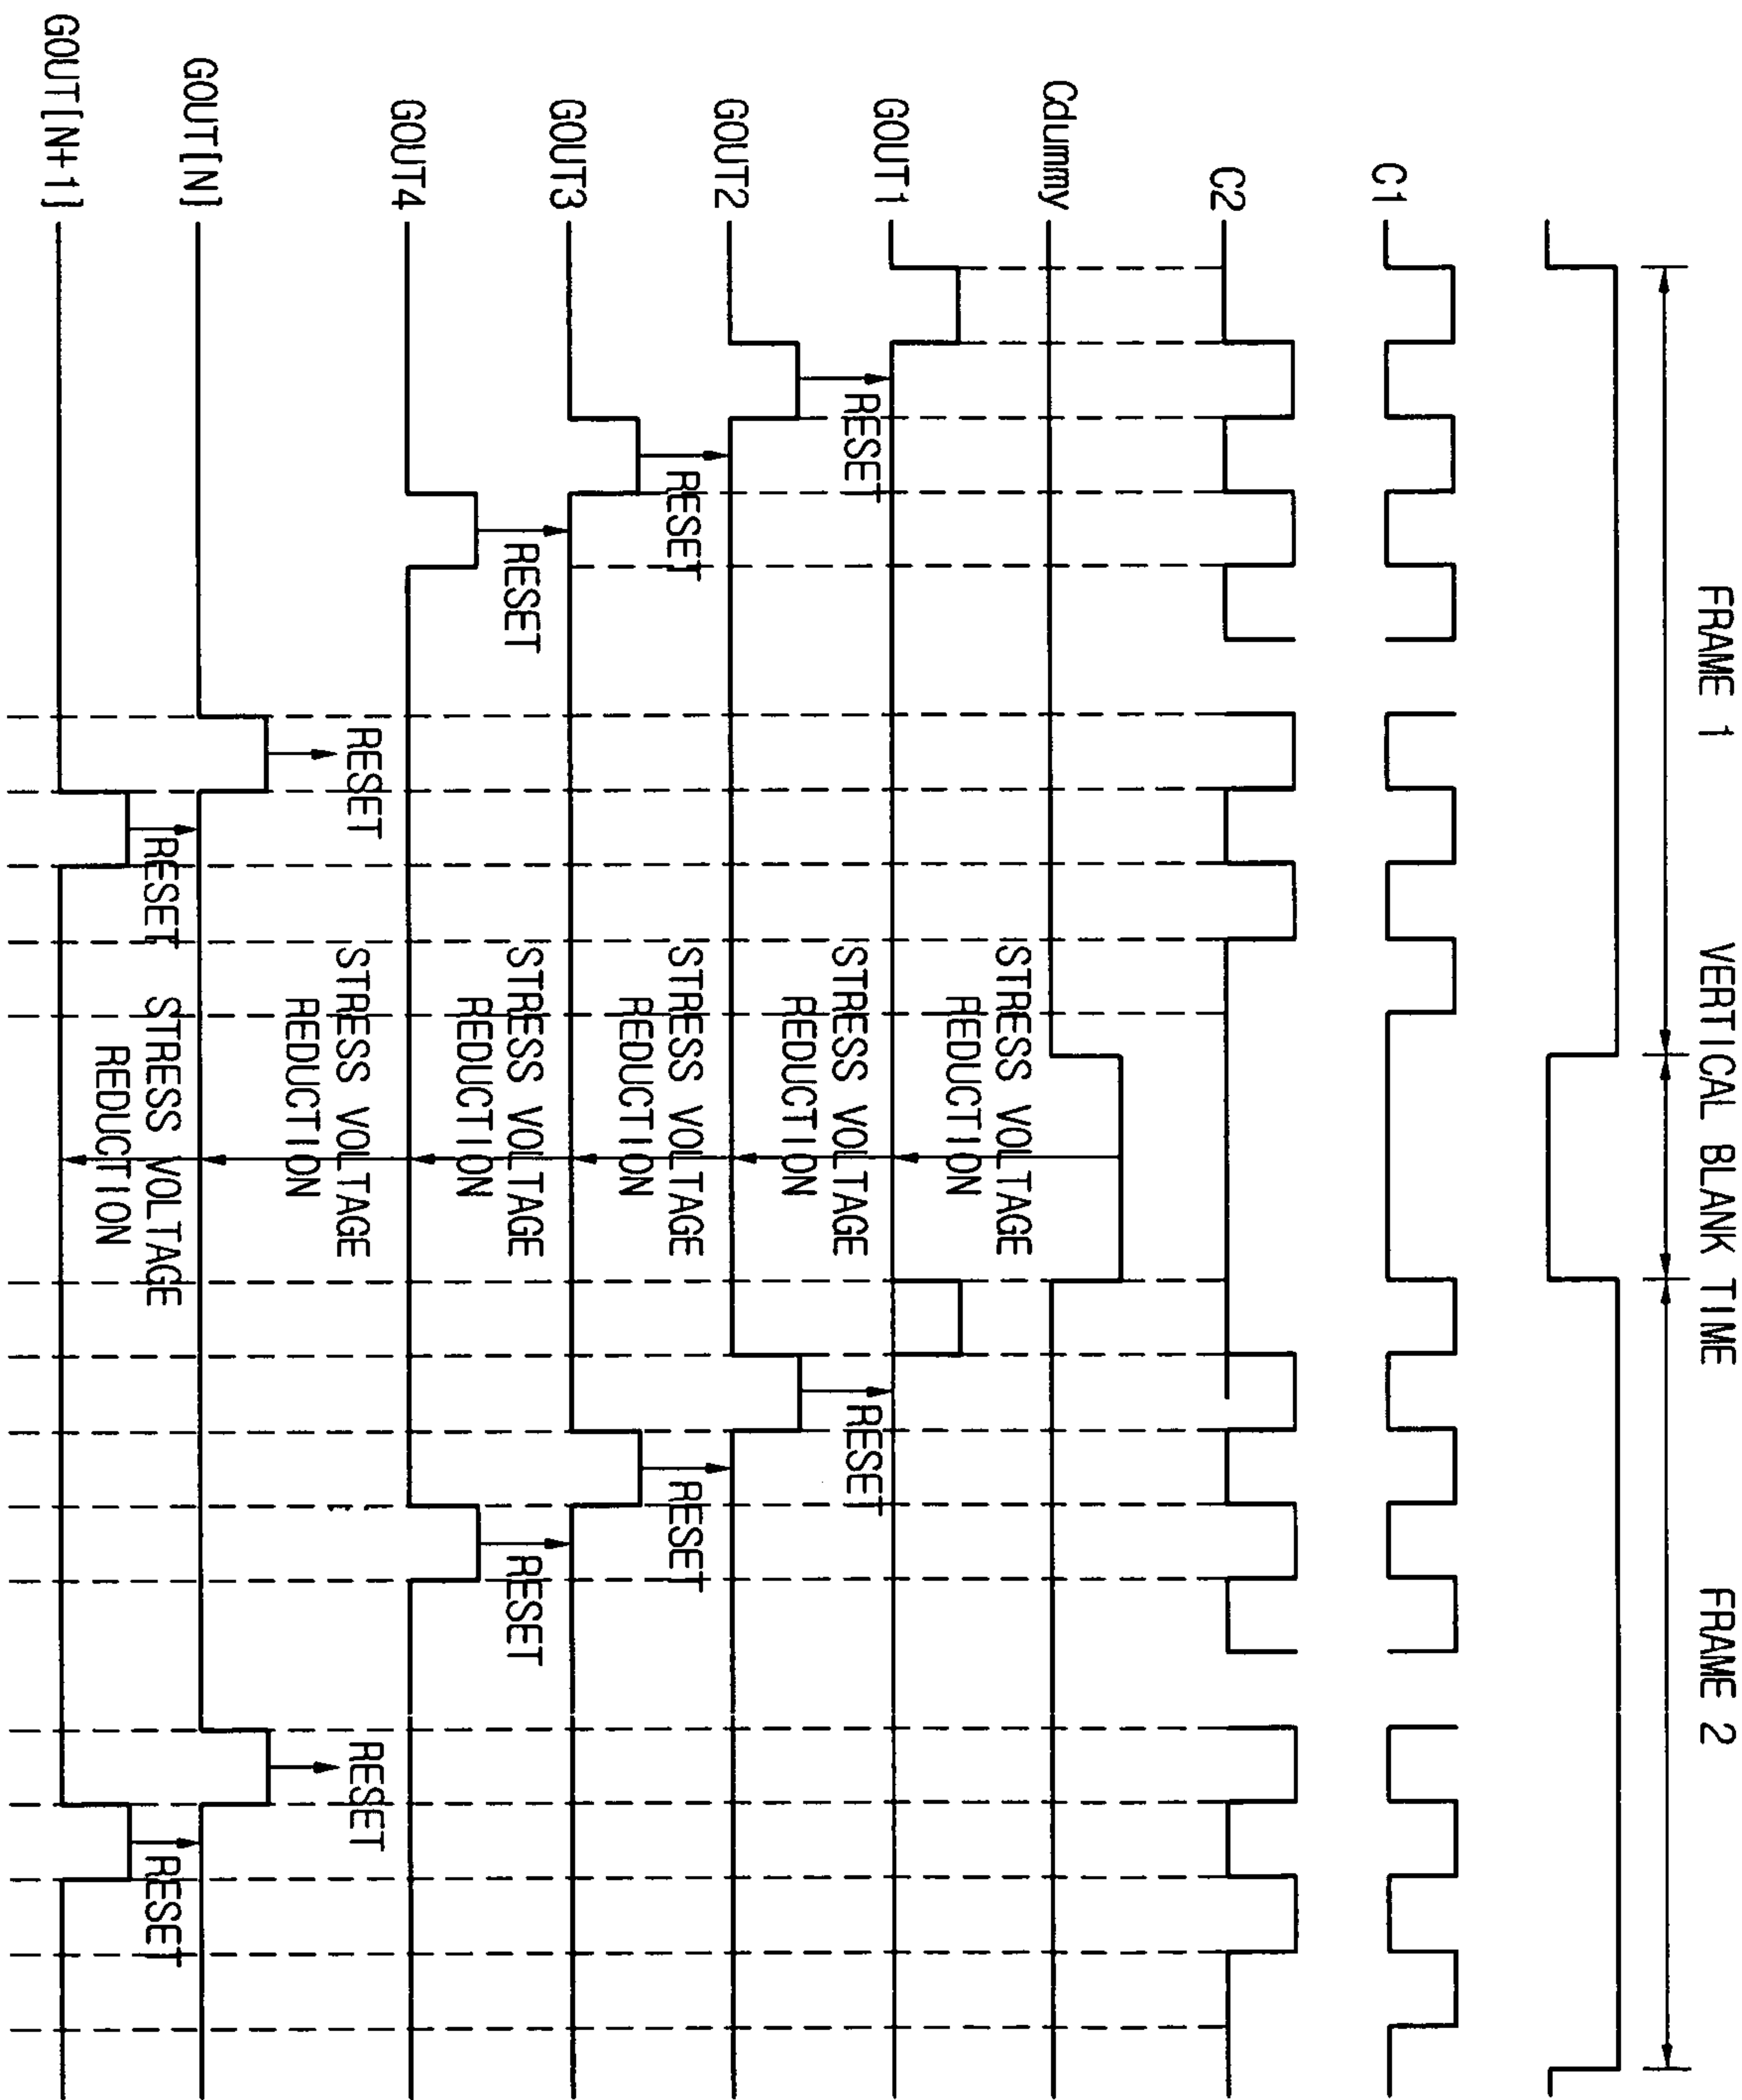 FRAME 1
VERTICAL BLANK TIME
FRAME 2
C1
C2
Cdummy
STRESS VOLTAGE
REDUCTION
GOUT1
RESET
RESET
STRESS VOLTAGE
REDUCTION
GOUT2
RESET
RESET
STRESS VOLTAGE
REDUCTION
GOUT3
RESET
RESET
STRESS VOLTAGE
REDUCTION
GOUT4
RESET
RESET
STRESS VOLTAGE
REDUCTION
GOUT[N]
RESET
RESET
STRESS VOLTAGE
REDUCTION
GOUT[N+1]